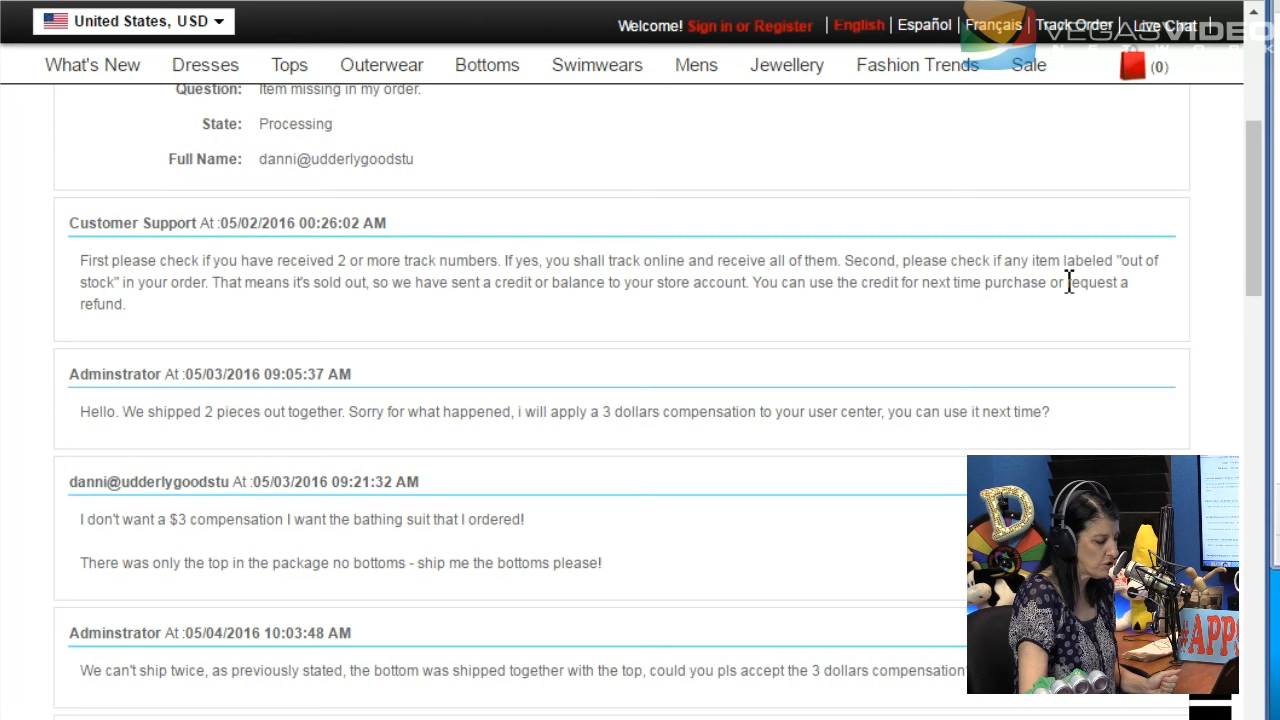 United States, USD
Welcome! Sign in or Register | English | Español | Français | Track Order | Live Chat |
VEGASVIDEO
NETWORK
What's New Dresses Tops Outerwear Bottoms Swimwears Mens Jewellery Fashion Trends Sale (0)
Question: Item missing in my order.
State: Processing
Full Name: danni@udderlygoodstu
Customer Support At :05/02/2016 00:26:02 AM
First please check if you have received 2 or more track numbers. If yes, you shall track online and receive all of them. Second, please check if any item labeled "out of
stock" in your order. That means it's sold out, so we have sent a credit or balance to your store account. You can use the credit for next time purchase or request a
refund.
Adminstrator At :05/03/2016 09:05:37 AM
Hello. We shipped 2 pieces out together. Sorry for what happened, i will apply a 3 dollars compensation to your user center, you can use it next time?
danni@udderlygoodstu At :05/03/2016 09:21:32 AM
I don't want a $3 compensation I want the bathing suit that I ordered!
There was only the top in the package no bottoms - ship me the bottoms please!
Adminstrator At :05/04/2016 10:03:48 AM
We can't ship twice, as previously stated, the bottom was shipped together with the top, could you pls accept the 3 dollars compensation
D
#APPS